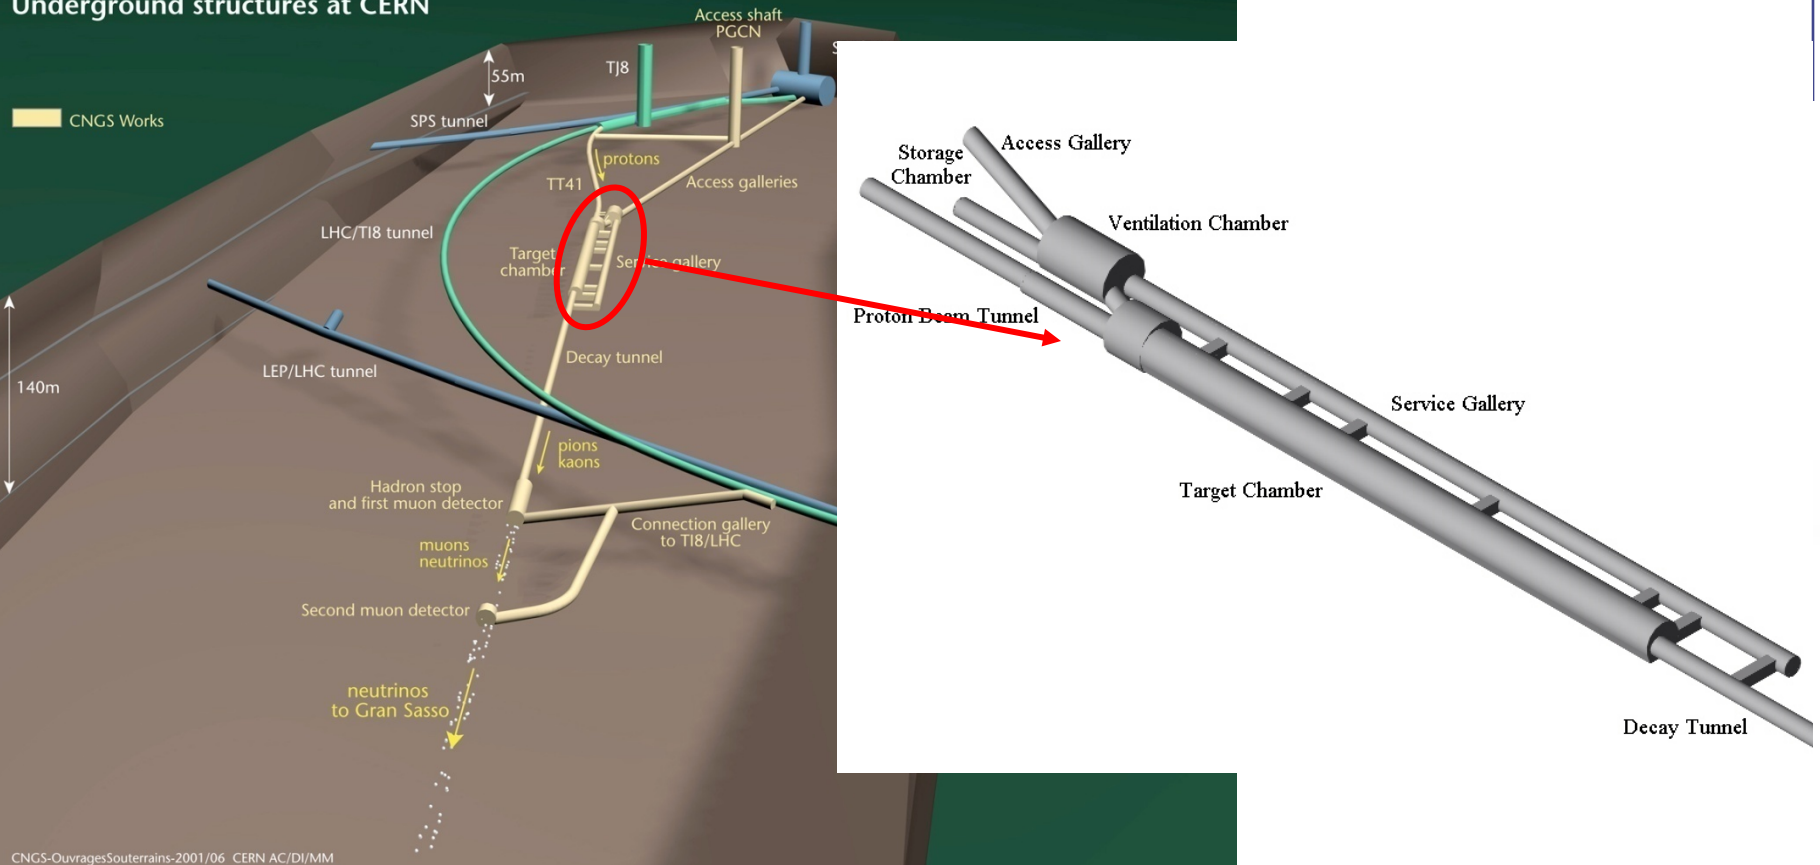 Underground structures at CERN
Access shaft
PGCN
TJ8
55m
CNGS Works
SPS tunnel
protons
TT41
Access galleries
LHC/TI8 tunnel
Target
chamber
Service gallery
Decay tunnel
LEP/LHC tunnel
140m
pions
kaons
Hadron stop
and first muon detector
Connection gallery
to TI8/LHC
muons
neutrinos
Second muon detector
neutrinos
to Gran Sasso
CNGS-OuvragesSouterrains-2001/06 CERN AC/DI/MM
Access Gallery
Storage
Chamber
Ventilation Chamber
Proton Beam Tunnel
Service Gallery
Target Chamber
Decay Tunnel